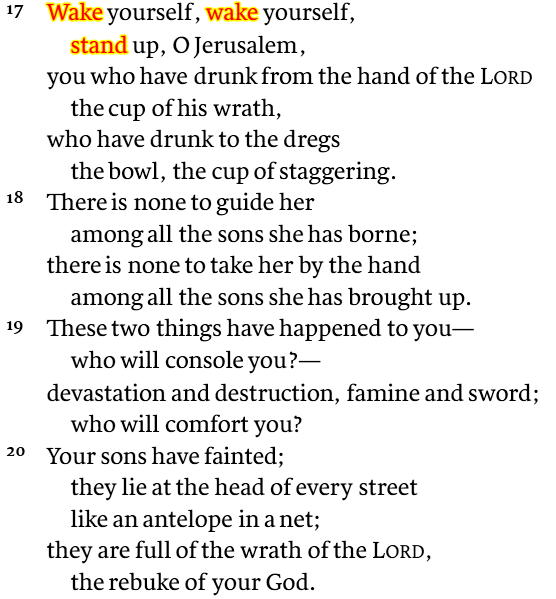 17 Wake yourself, wake yourself,
stand up, O Jerusalem,
you who have drunk from the hand of the LORD
the cup of his wrath,
who have drunk to the dregs
the bowl, the cup of staggering.
18 There is none to guide her
among all the sons she has borne;
there is none to take her by the hand
among all the sons she has brought up.
19 These two things have happened to you—
who will console you?—
devastation and destruction, famine and sword;
who will comfort you?
20 Your sons have fainted;
they lie at the head of every street
like an antelope in a net;
they are full of the wrath of the LORD,
the rebuke of your God.